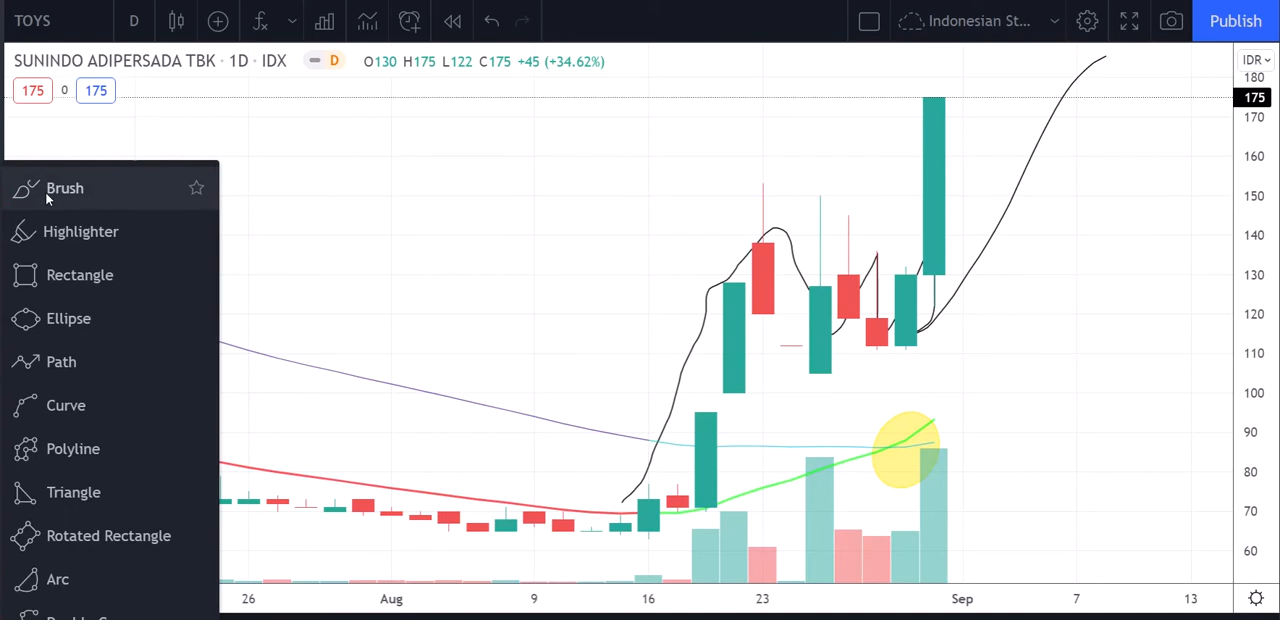 TOYS D Indonesian St... Publish
SUNINDO ADIPERSADA TBK · 1D · IDX D O130 H175 L122 C175 +45 (+34.62%) IDR
175 0 175
180
175
170
160
150
140
130
120
110
100
90
80
70
60
Brush
Highlighter
Rectangle
Ellipse
Path
Curve
Polyline
Triangle
Rotated Rectangle
Arc
26 Aug 9 16 23 Sep 7 13